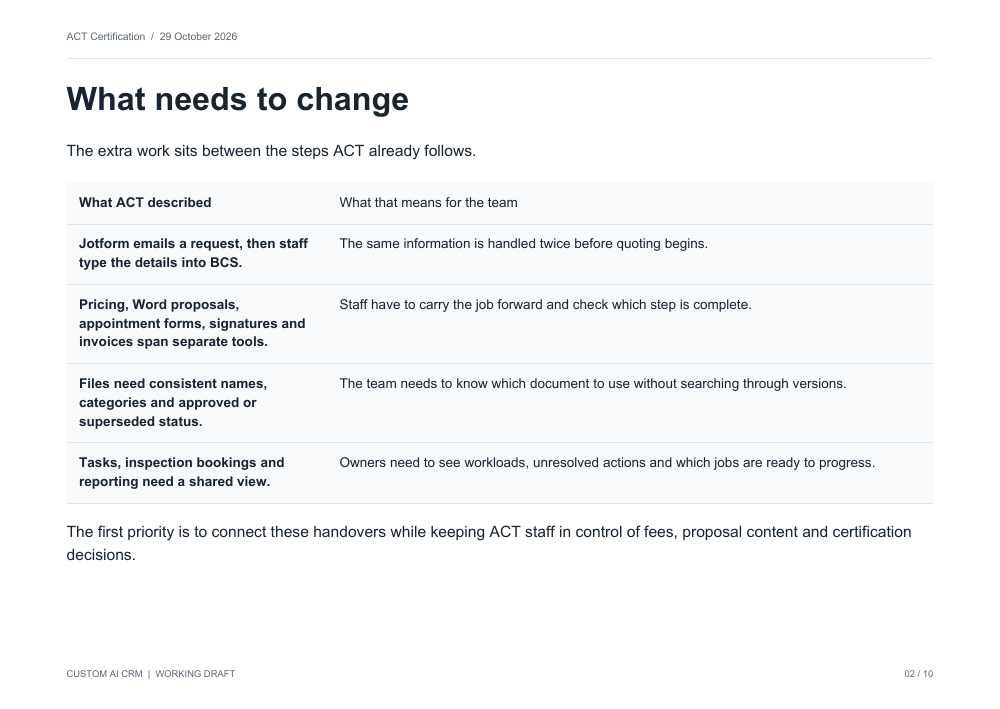 ACT Certification / 29 October 2026
What needs to change
The extra work sits between the steps ACT already follows.
What ACT described
What that means for the team
Jotform emails a request, then staff
type the details into BCS.
The same information is handled twice before quoting begins.
Pricing, Word proposals,
appointment forms, signatures and
invoices span separate tools.
Staff have to carry the job forward and check which step is complete.
Files need consistent names,
categories and approved or
superseded status.
The team needs to know which document to use without searching through versions.
Tasks, inspection bookings and
reporting need a shared view.
Owners need to see workloads, unresolved actions and which jobs are ready to progress.
The first priority is to connect these handovers while keeping ACT staff in control of fees, proposal content and certification
decisions.
CUSTOM AI CRM | WORKING DRAFT
02 / 10